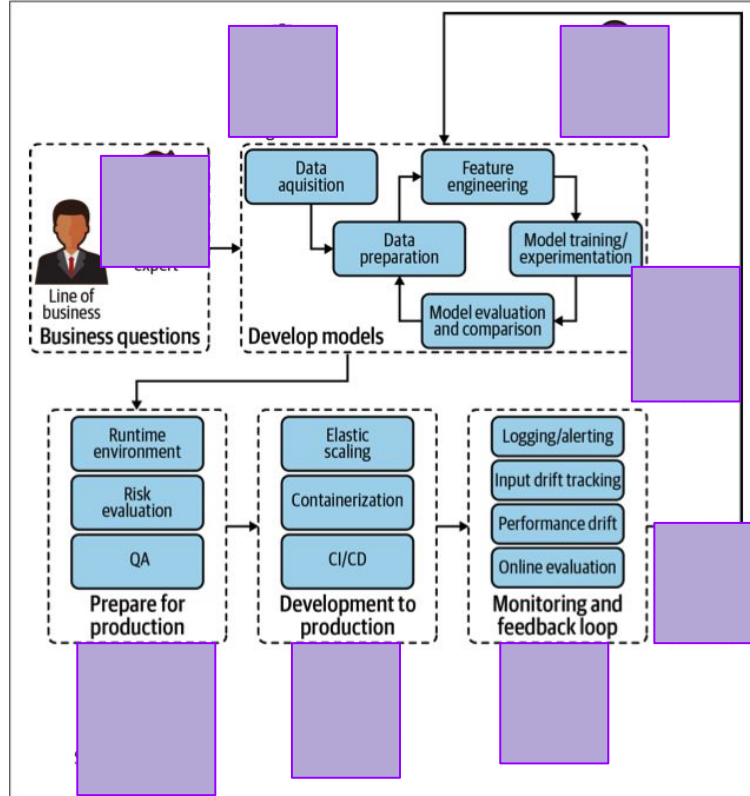 Data
aquisition
Feature
engineering
Data
preparation
Model training/
experimentation
Model evaluation
and comparison
expert
Line of
business
Business questions
Develop models
Runtime
environment
Risk
evaluation
QA
Prepare for
production
Elastic
scaling
Containerization
CI/CD
Development to
production
Logging/alerting
Input drift tracking
Performance drift
Online evaluation
Monitoring and
feedback loop